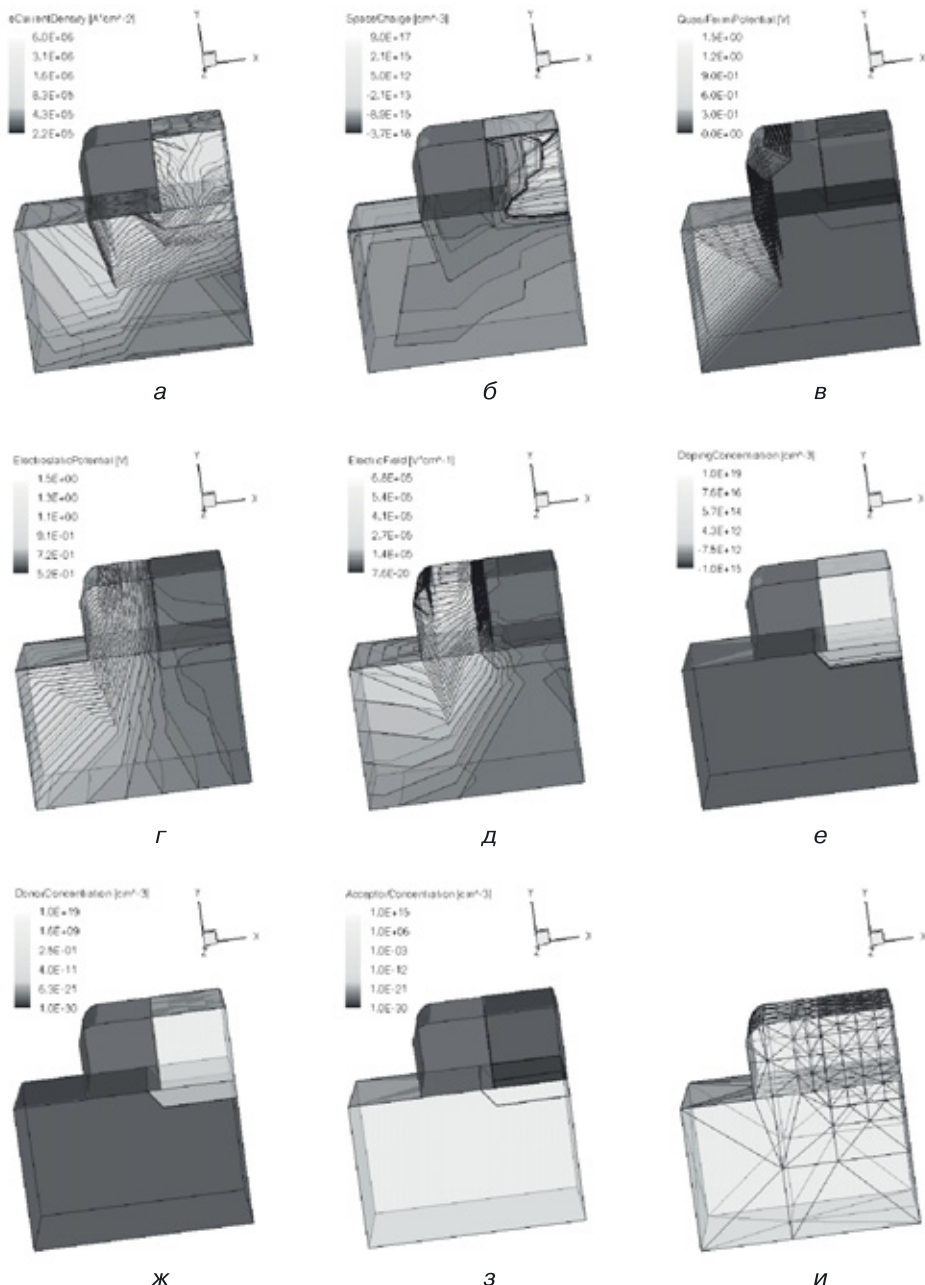 eCurrentDensity [A*cm^-2]
6.0E+06
3.1E+06
1.6E+06
8.3E+05
4.3E+05
2.2E+05
Y
X
Z
SpaceCharge [cm^-3]
9.0E+17
2.1E+15
5.0E+12
-2.1E+13
-8.9E+15
-3.7E+18
Y
X
Z
QuasiFermiPotential [V]
1.5E+00
1.2E+00
9.0E-01
6.0E-01
3.0E-01
0.0E+00
Y
X
Z
а
б
в
ElectrostaticPotential [V]
1.5E+00
1.3E+00
1.1E+00
9.1E-01
7.2E-01
5.2E-01
Y
X
Z
ElectricField [V*cm^-1]
6.8E+05
5.4E+05
4.1E+05
2.7E+05
1.4E+05
7.6E-20
Y
X
Z
DopingConcentration [cm^-3]
1.0E+19
7.6E+16
5.7E+14
4.3E+12
-7.5E+12
-1.0E+15
Y
X
Z
г
д
е
DonorConcentration [cm^-3]
1.0E+19
1.6E+09
2.5E-01
4.0E-11
6.3E-21
1.0E-30
Y
X
Z
AcceptorConcentration [cm^-3]
1.0E+15
1.0E+06
1.0E-03
1.0E-12
1.0E-21
1.0E-30
Y
X
Z
Y
X
Z
ж
з
и